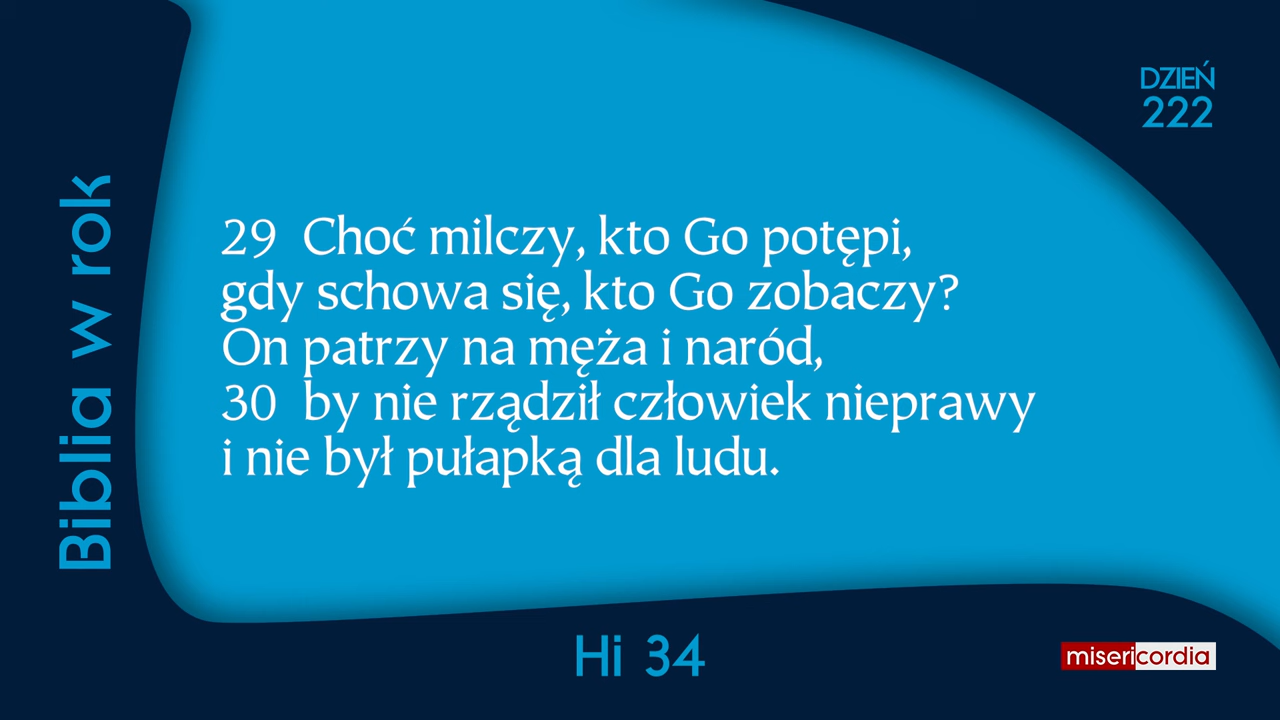 DZIEŃ
222
Biblia w rok
29 Choć milczy, kto Go potępi,
gdy schowa się, kto Go zobaczy?
On patrzy na męża i naród,
30 by nie rządził człowiek nieprawy
i nie był pułapką dla ludu.
Hi 34
misericordia